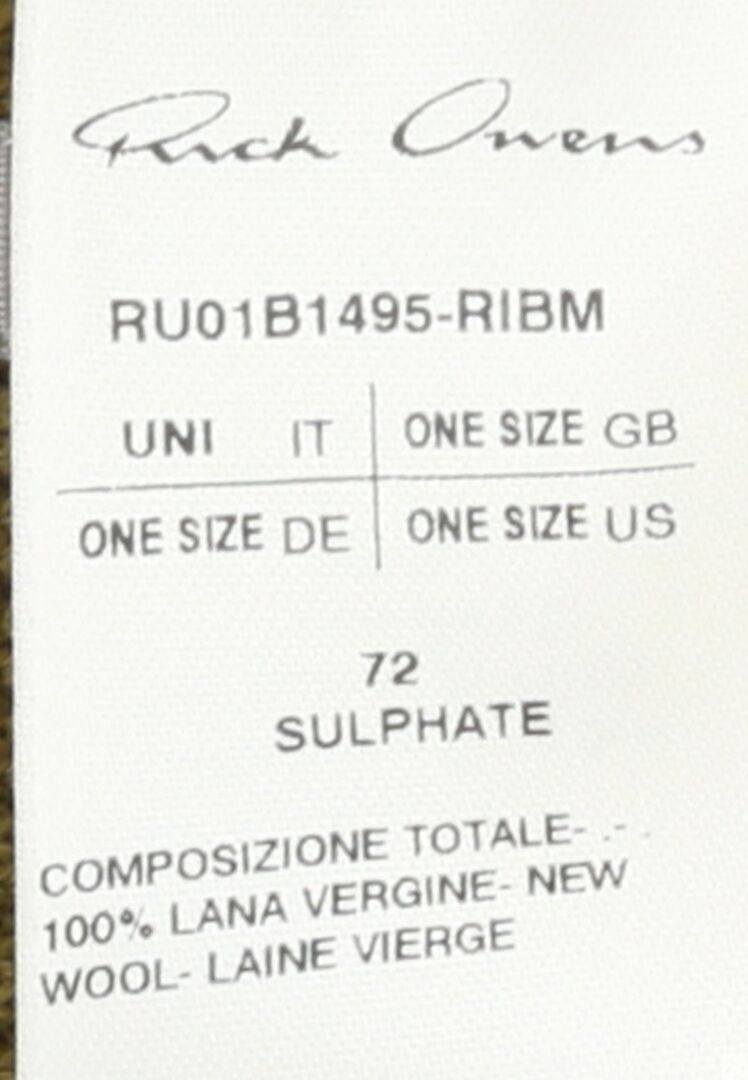 Rick Owens
RU01B1495-RIBM
UNI IT ONE SIZE GB
ONE SIZE DE ONE SIZE US
72
SULPHATE
COMPOSIZIONE TOTALE- .- .
100% LANA VERGINE- NEW
WOOL- LAINE VIERGE